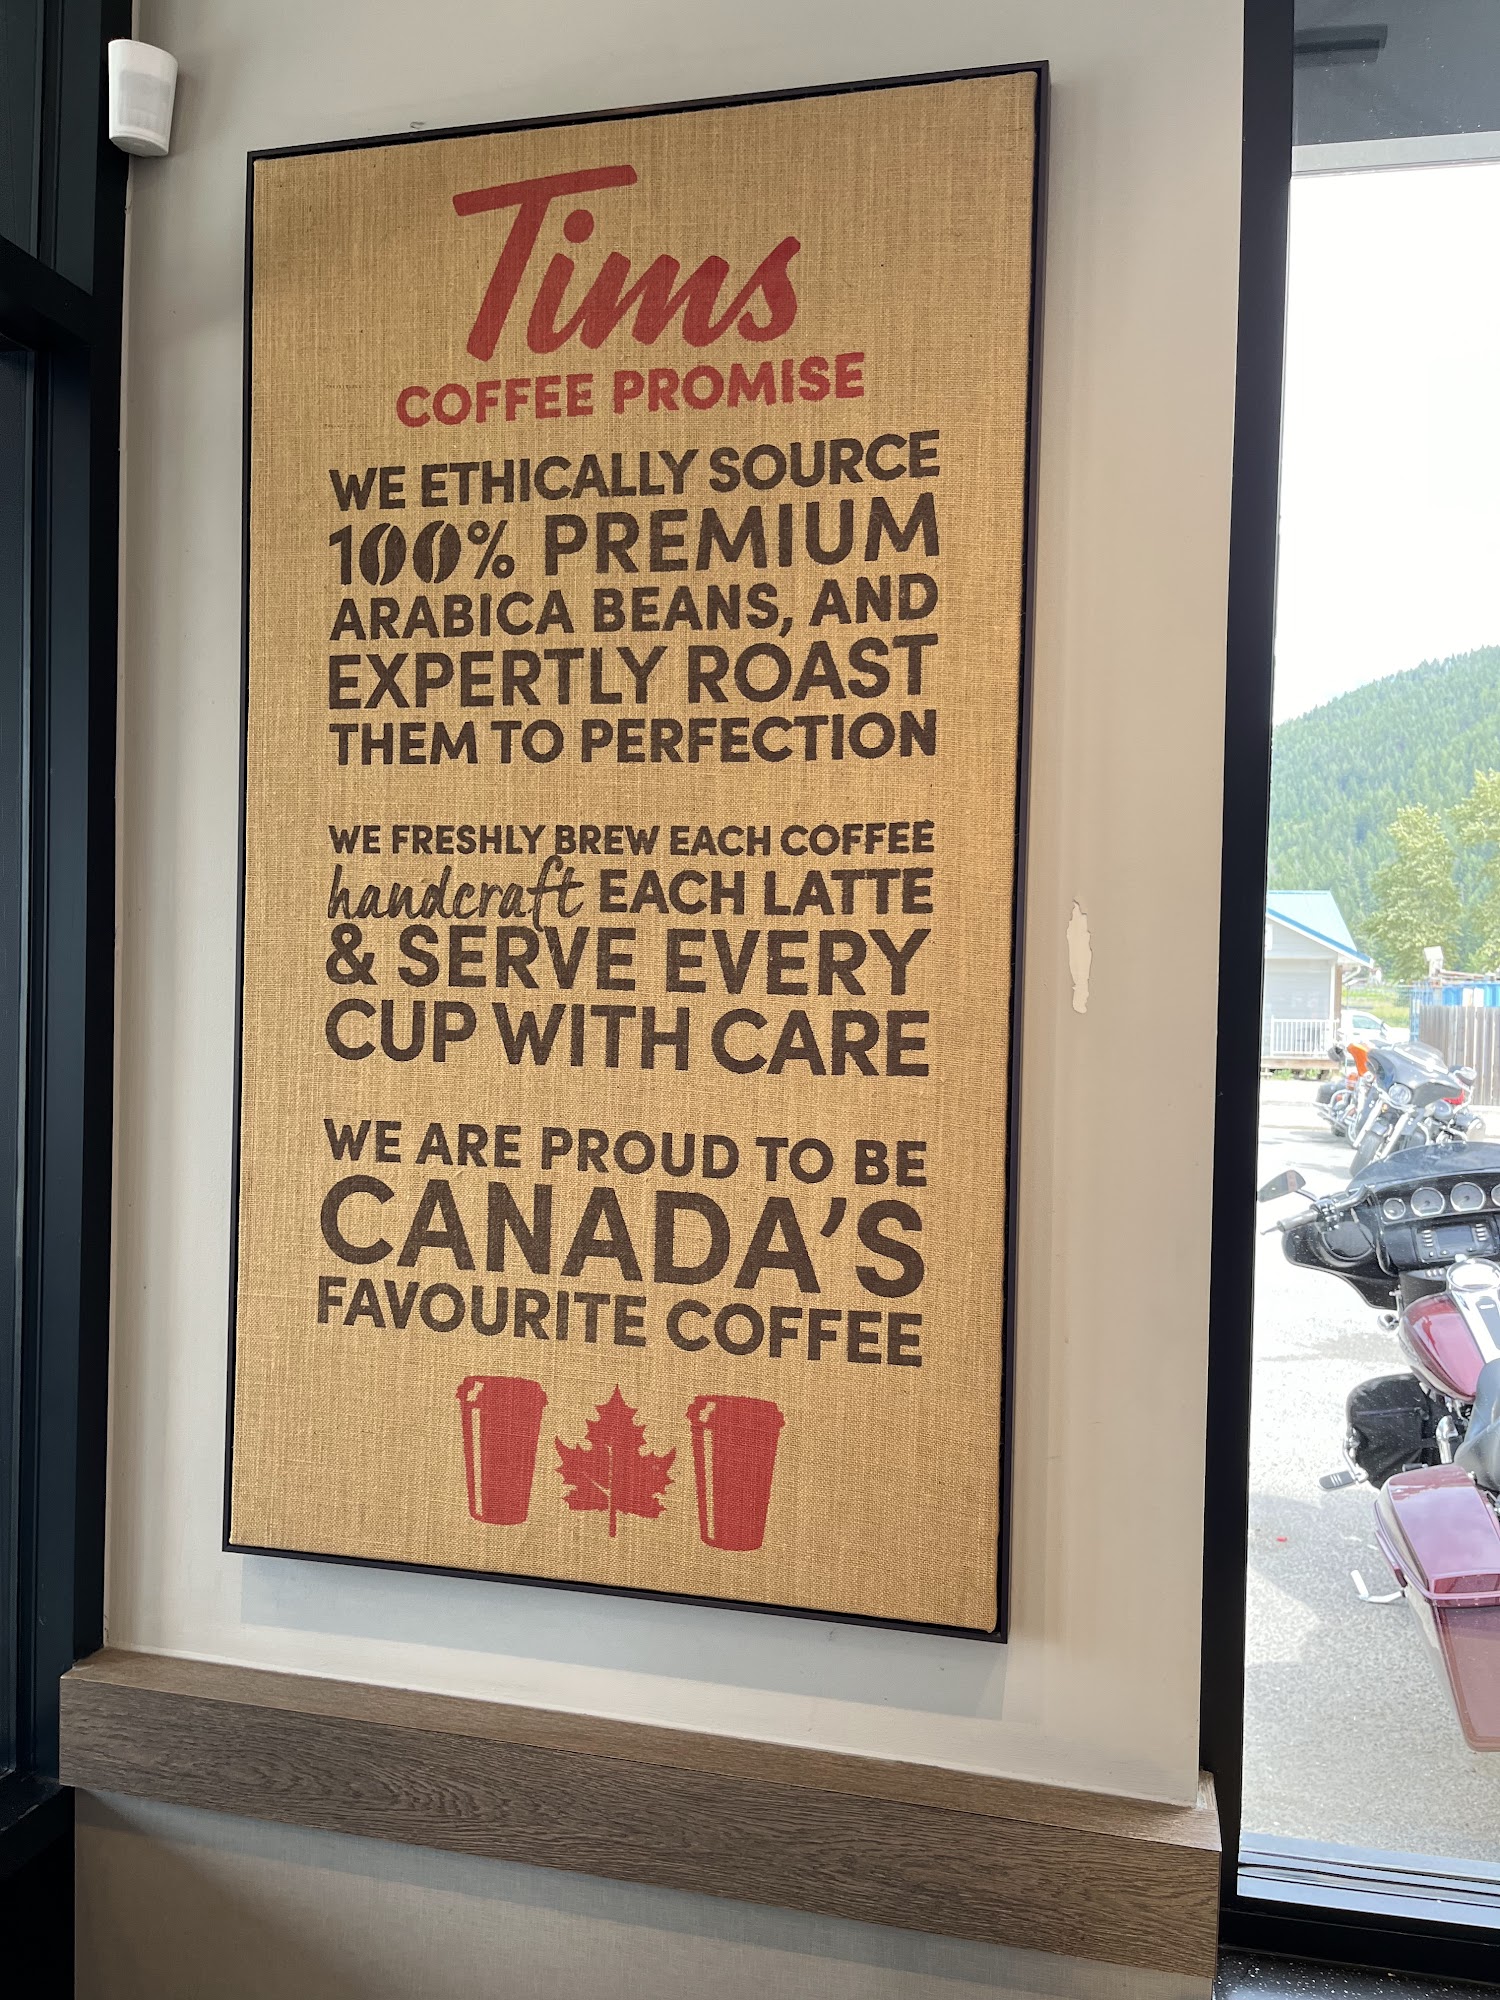 Tims
COFFEE PROMISE
WE ETHICALLY SOURCE
100% PREMIUM
ARABICA BEANS, AND
EXPERTLY ROAST
THEM TO PERFECTION
WE FRESHLY BREW EACH COFFEE
handcraft EACH LATTE
& SERVE EVERY
CUP WITH CARE
WE ARE PROUD TO BE
CANADA'S
FAVOURITE COFFEE